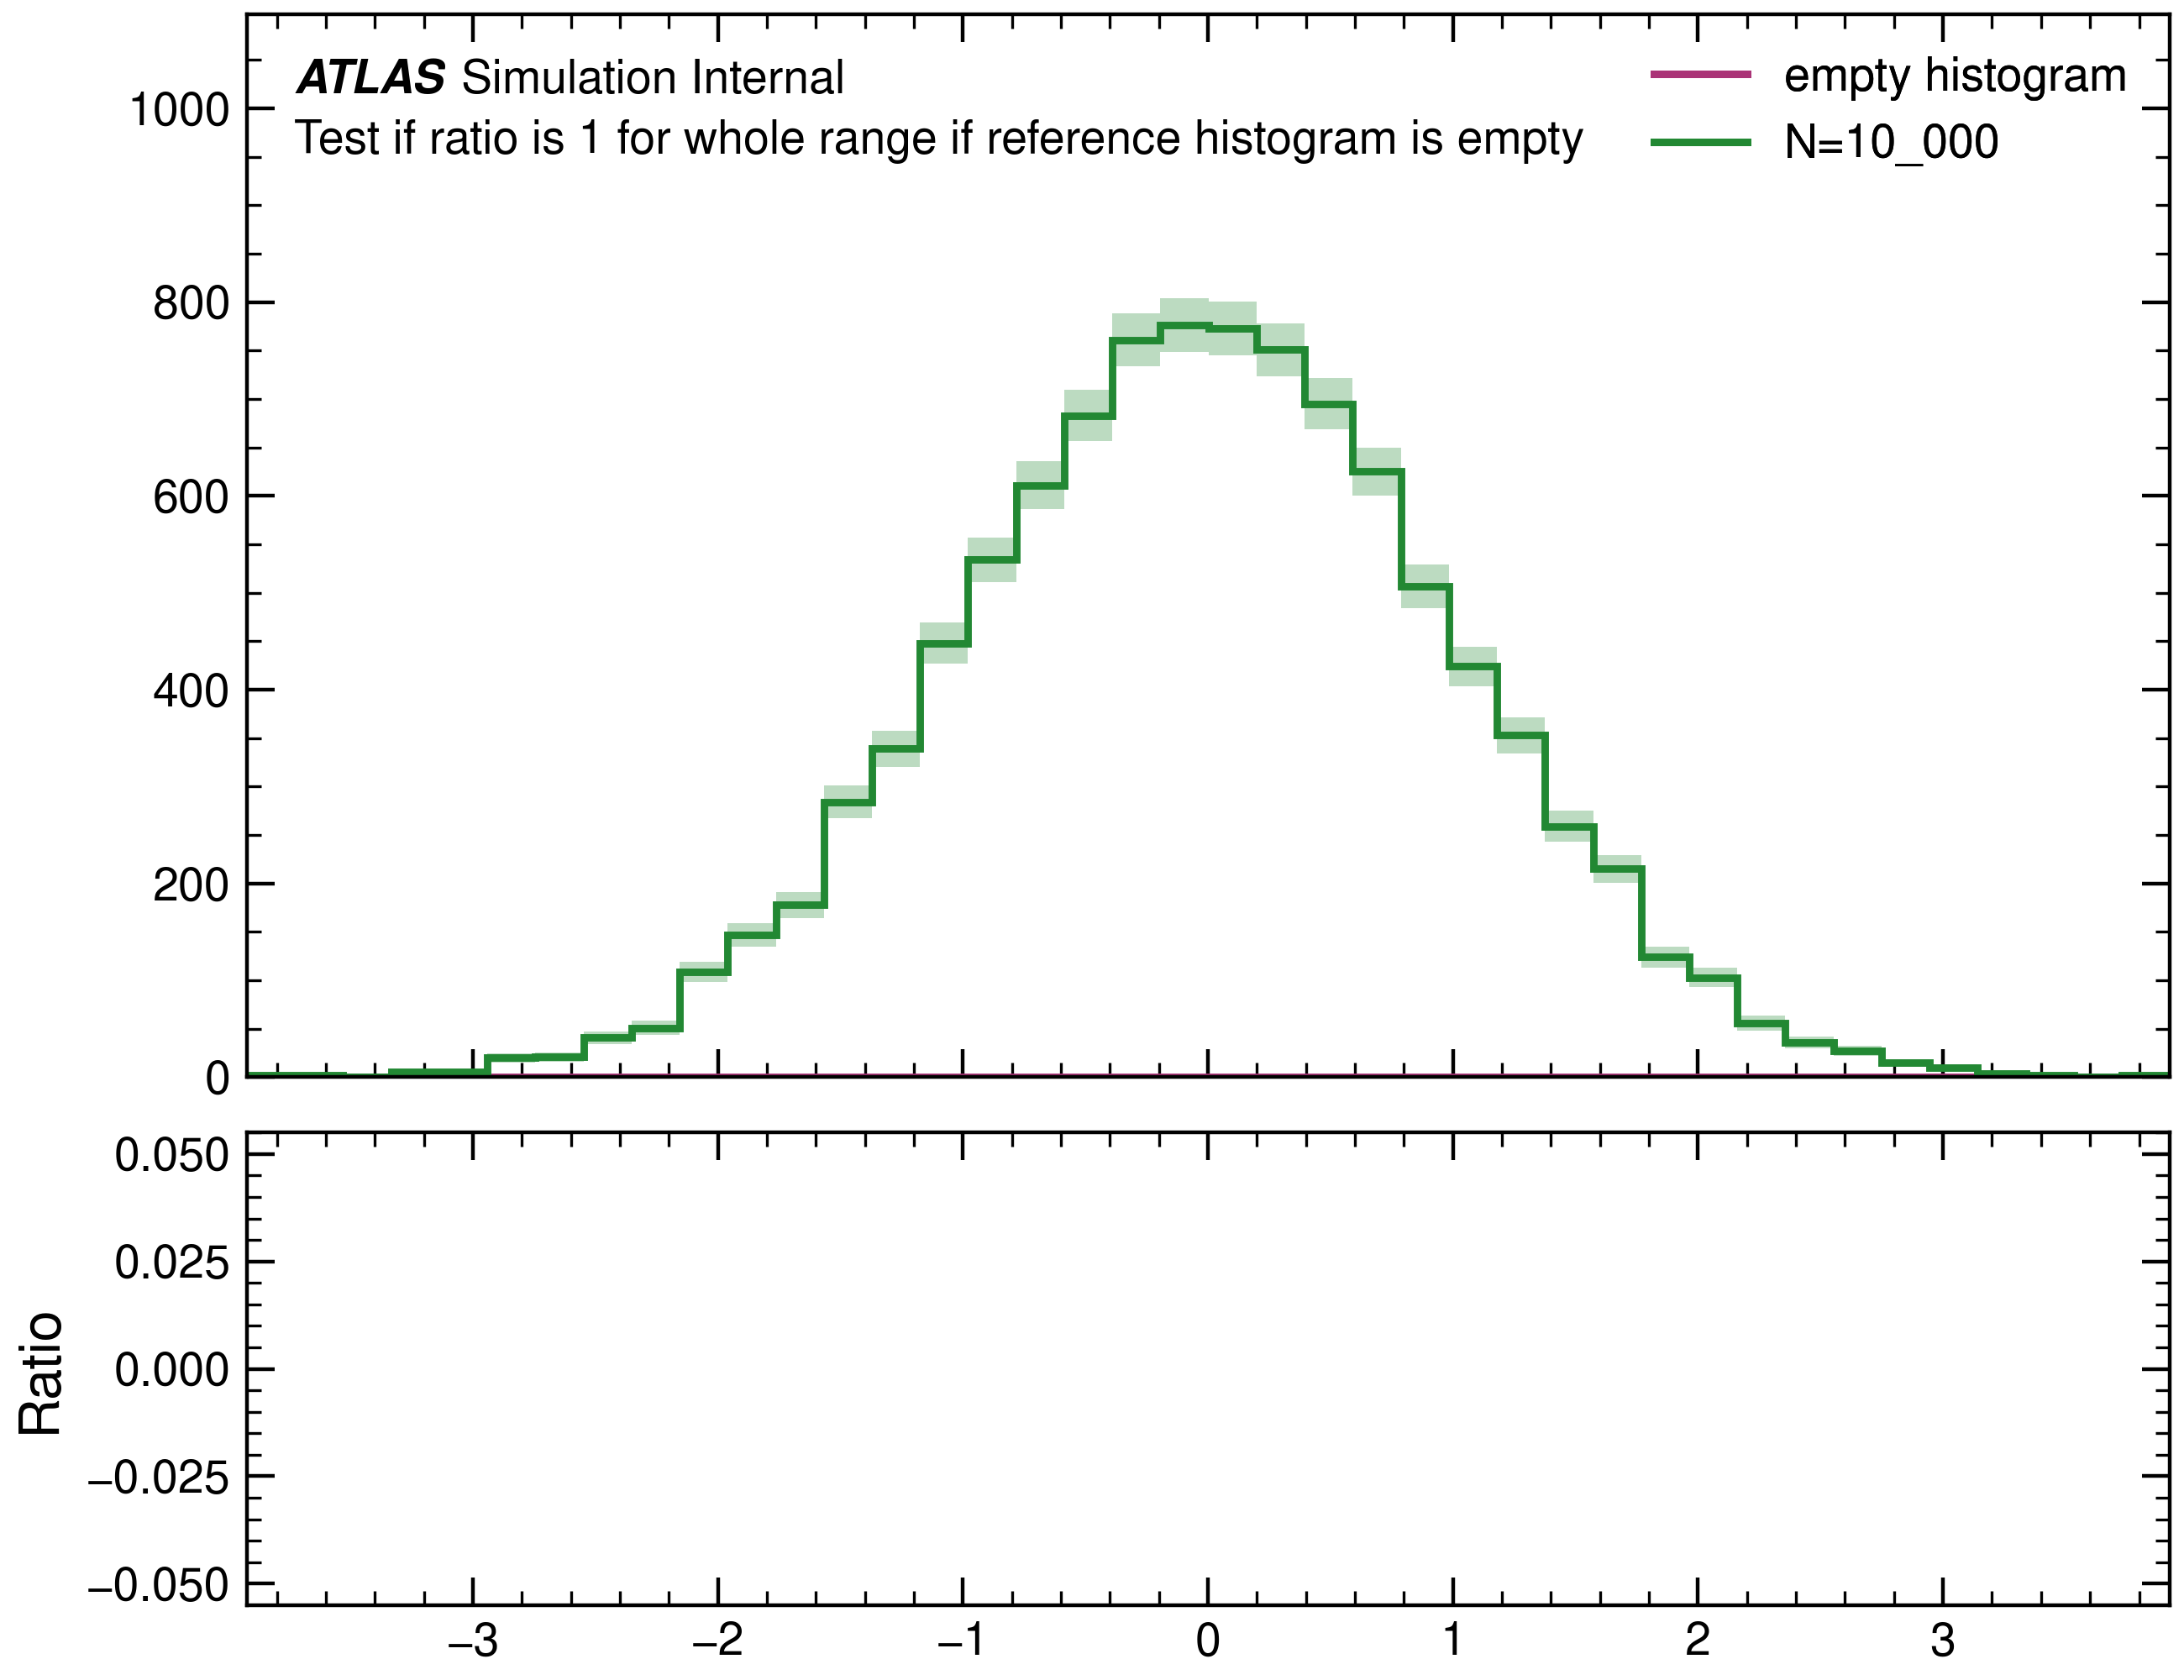 ATLAS Simulation Internal
Test if ratio is 1 for whole range if reference histogram is empty
empty histogram
N=10_000
1000
800
600
400
200
0
0.050
0.025
0.000
−0.025
−0.050
Ratio
−3 −2 −1 0 1 2 3